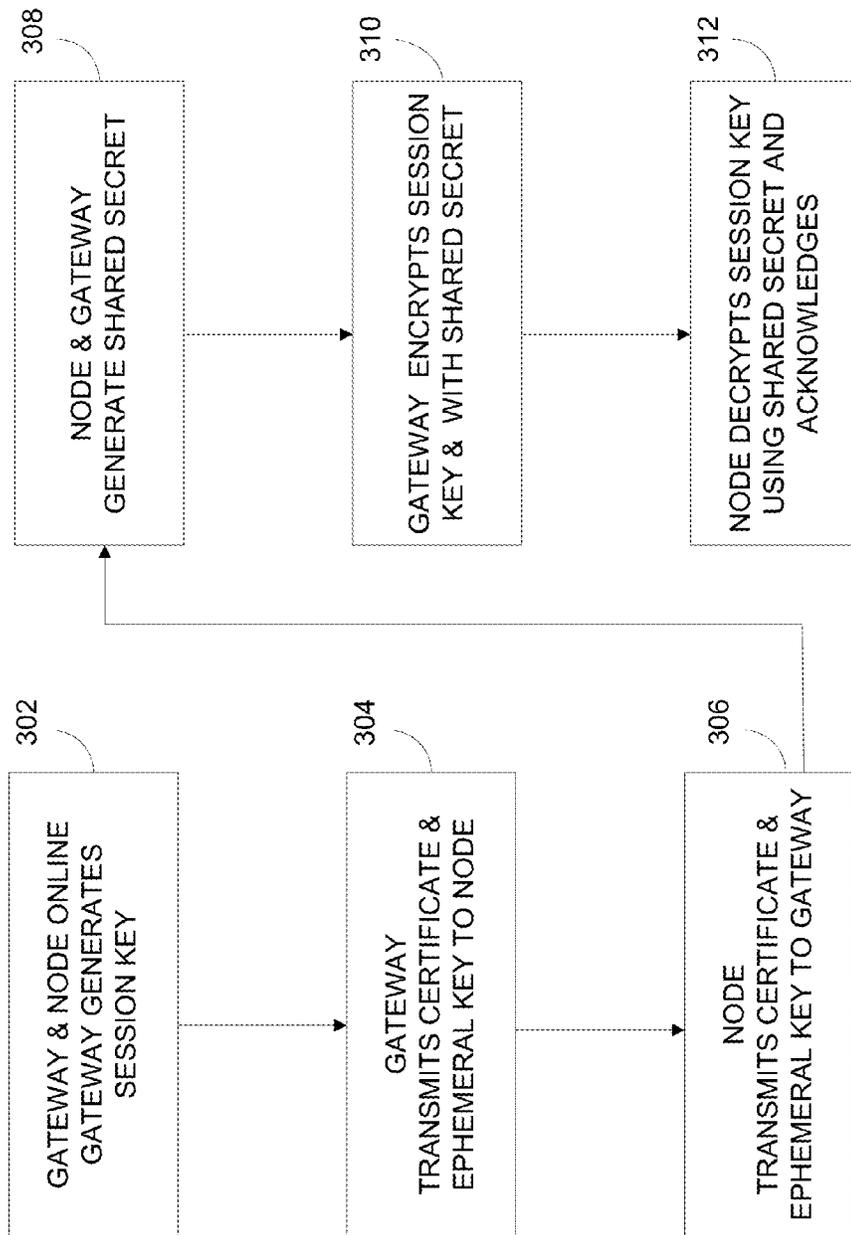 302
GATEWAY & NODE ONLINE
GATEWAY GENERATES
SESSION KEY
304
GATEWAY
TRANSMITS CERTIFICATE &
EPHEMERAL KEY TO NODE
306
NODE
TRANSMITS CERTIFICATE &
EPHEMERAL KEY TO GATEWAY
308
NODE & GATEWAY
GENERATE SHARED SECRET
310
GATEWAY ENCRYPTS SESSION
KEY & WITH SHARED SECRET
312
NODE DECRYPTS SESSION KEY
USING SHARED SECRET AND
ACKNOWLEDGES